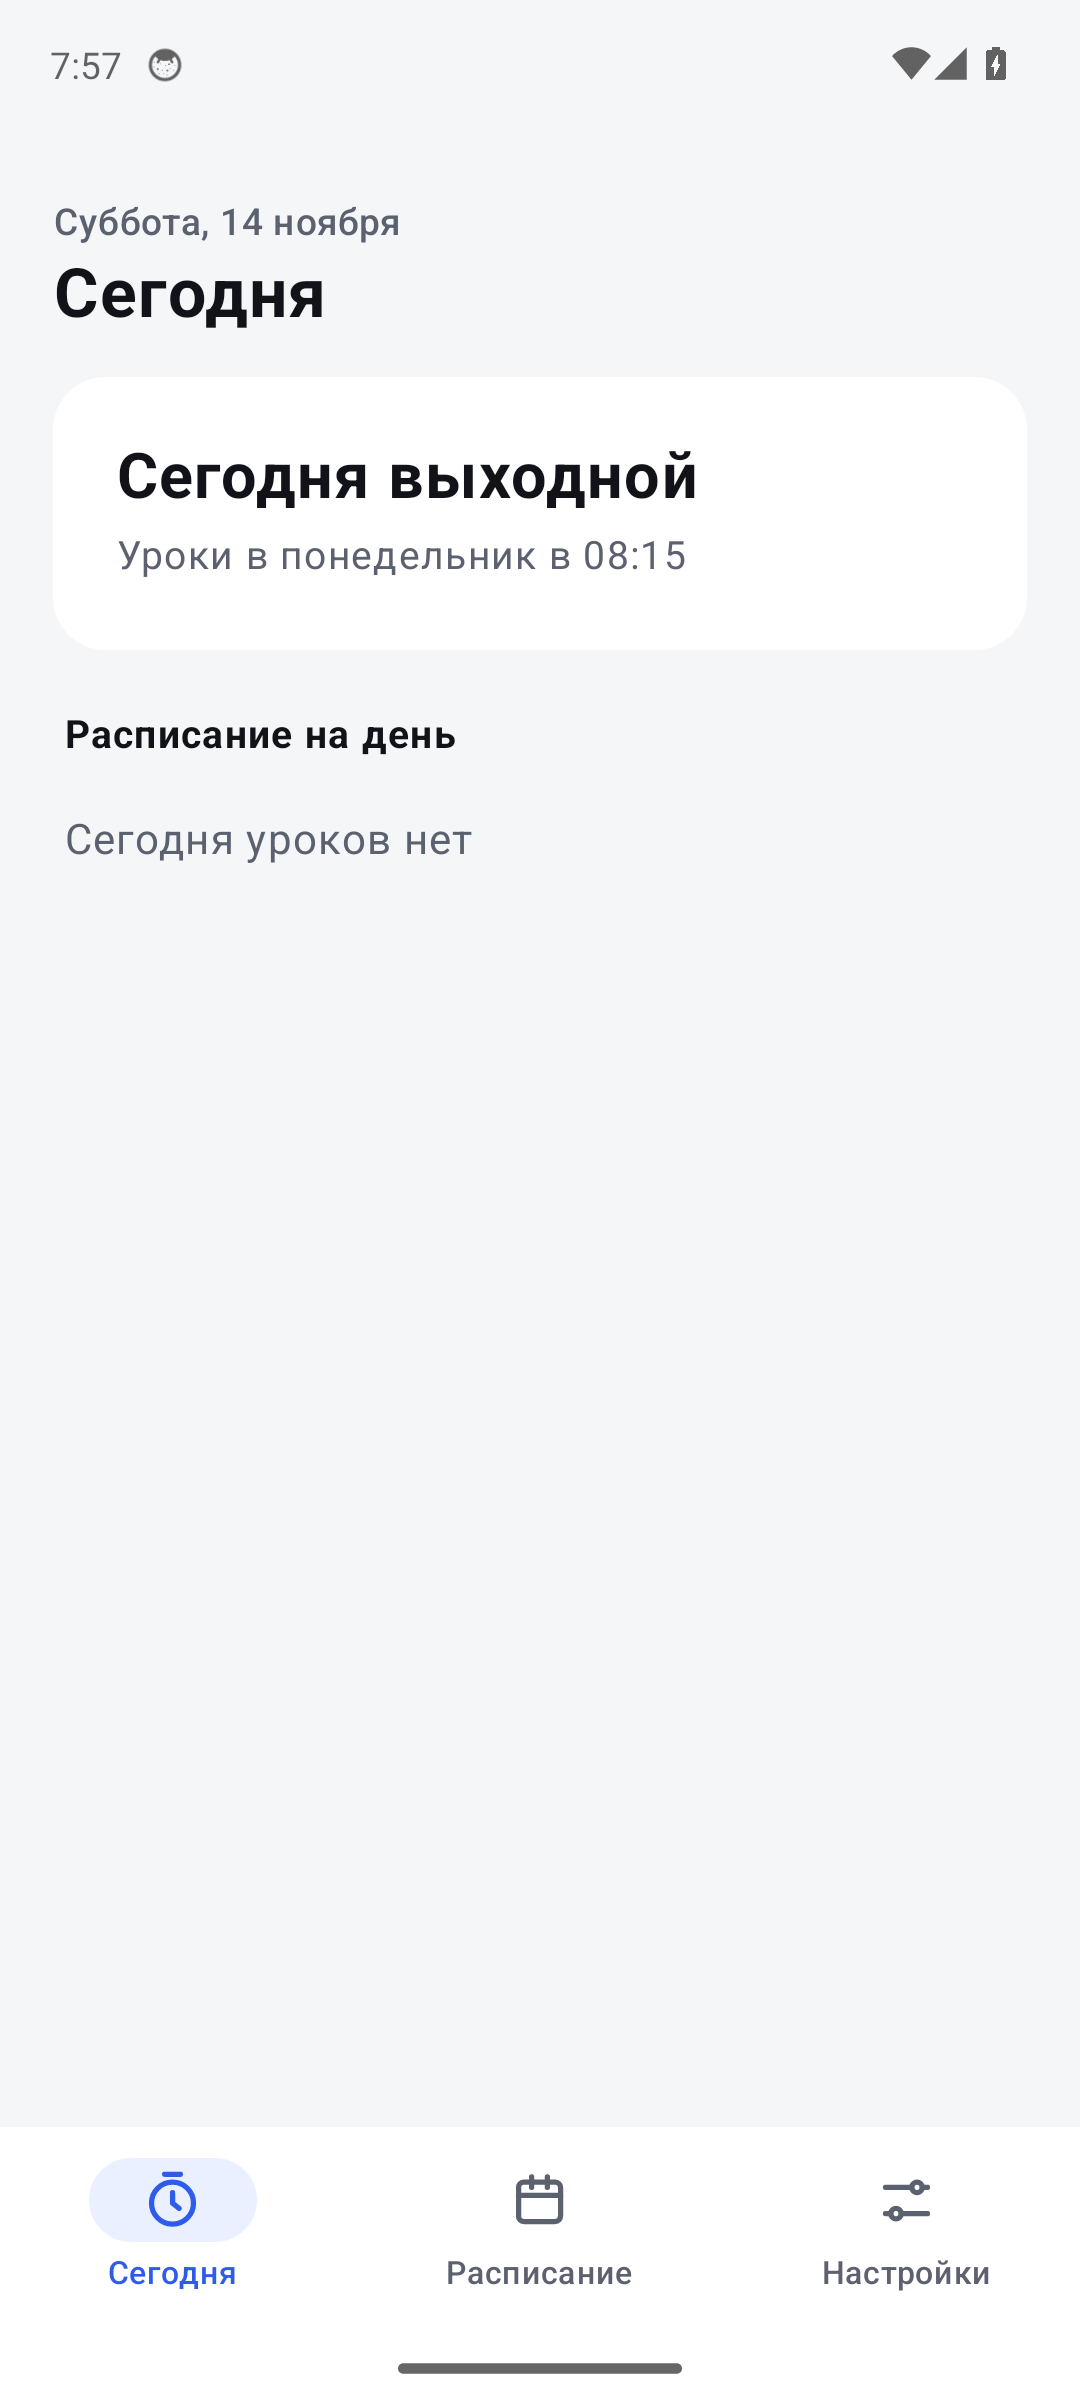 7:57
Суббота, 14 ноября
Сегодня
Сегодня выходной
Уроки в понедельник в 08:15
Расписание на день
Сегодня уроков нет
Сегодня
Расписание
Настройки